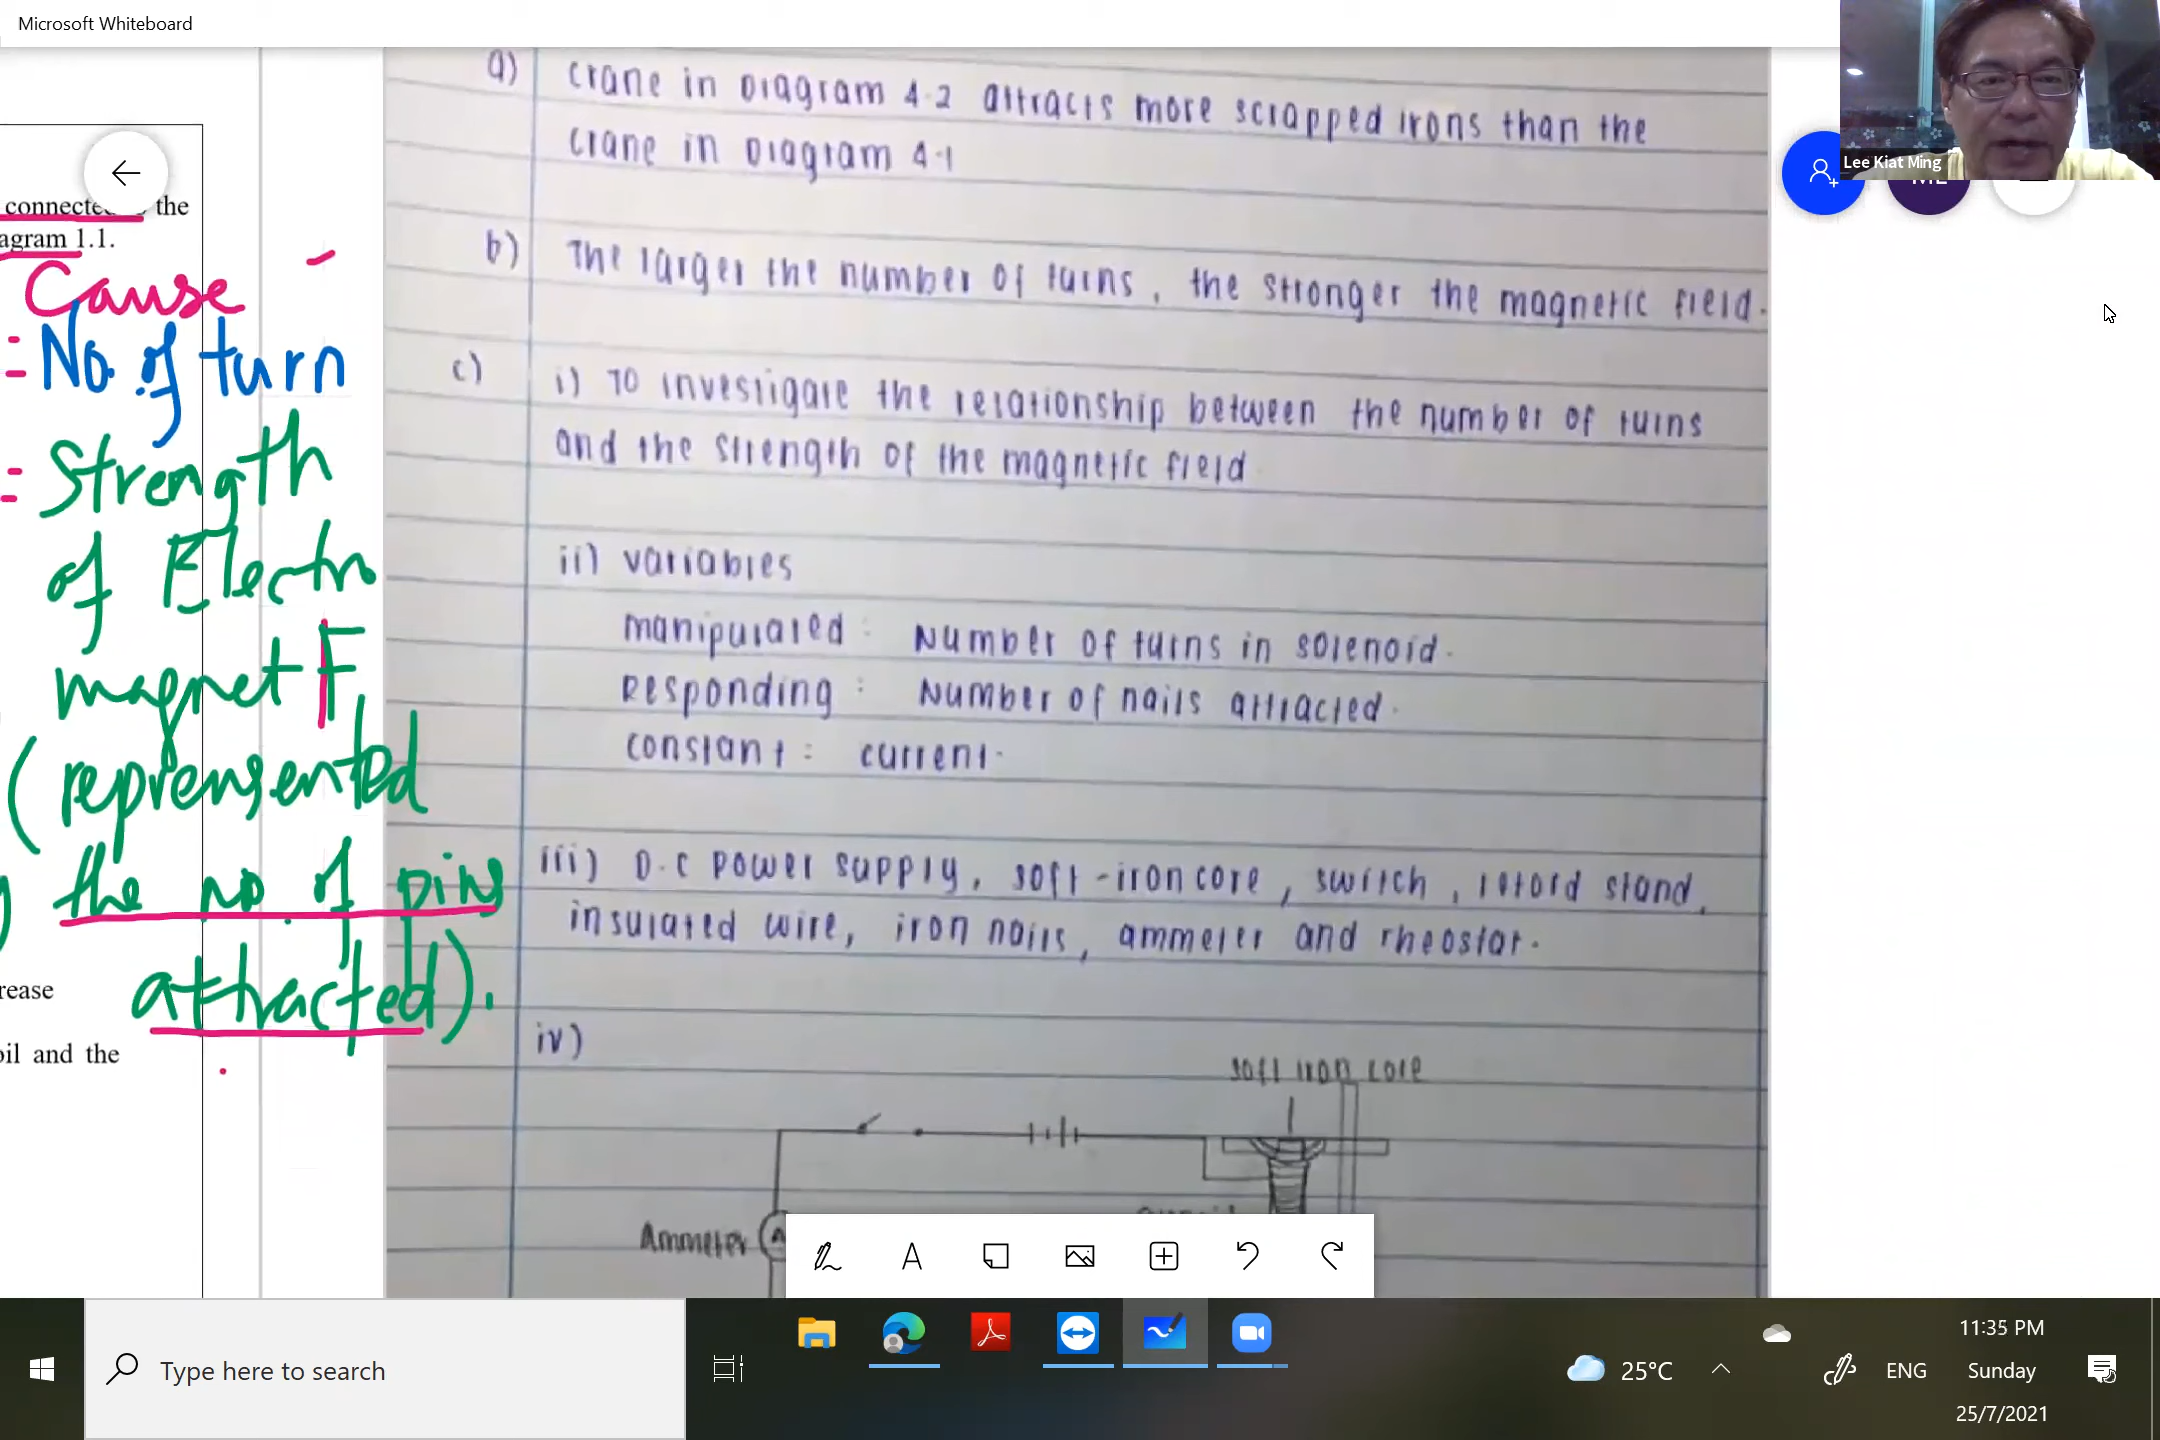 Microsoft Whiteboard
Lee Kiat Ming
connected the
agram 1.1.
Cause
= No. of turn
= Strength
of Electro
magnet F
(reprensented
the no. of pins
attracted).
rease
oil and the
a) crane in Diagram 4.2 attracts more scrapped irons than the
crane in Diagram 4.1
b) The larger the number of turns, the stronger the magnetic field.
c) i) To investigate the relationship between the number of turns
and the strength of the magnetic field.
ii) variables
manipulated : Number of turns in solenoid.
Responding : Number of nails attracted.
constant : current.
iii) D.C power supply, soft-iron core, switch, retord stand,
insulated wire, iron nails, ammeter and rheostat.
iv)
soft iron core
Ammeter A
Type here to search
25°C
ENG
11:35 PM
Sunday
25/7/2021